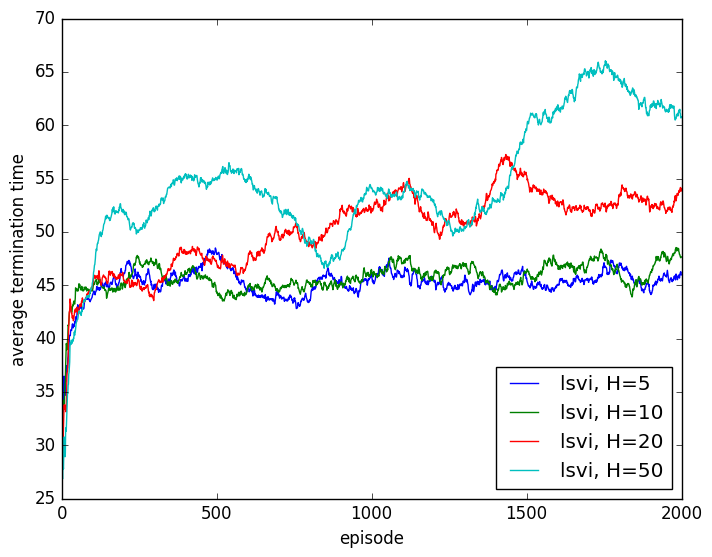 average termination time
70
65
60
55
50
45
40
35
30
25
lsvi, H=5
lsvi, H=10
lsvi, H=20
lsvi, H=50
0 500 1000 1500 2000
episode